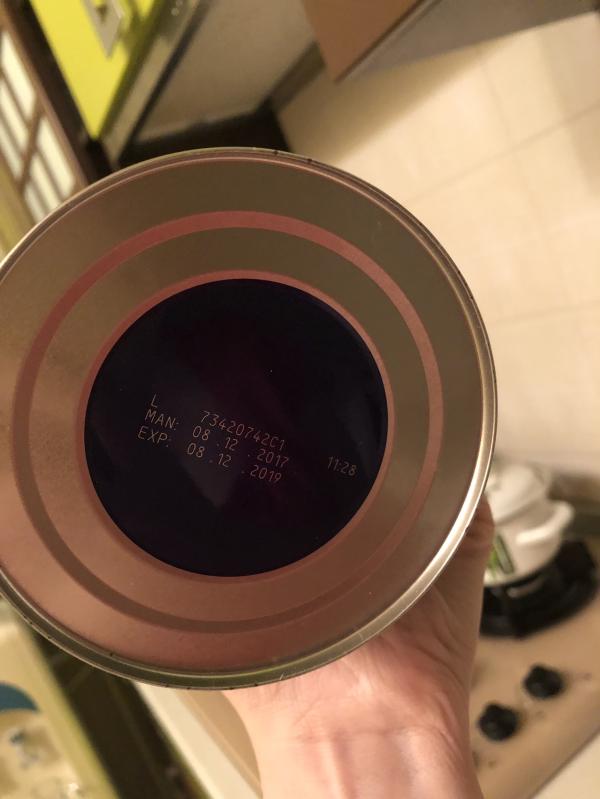 L 73420742C1
MAN: 08 . 12 . 2017 11:28
EXP: 08 . 12 . 2019